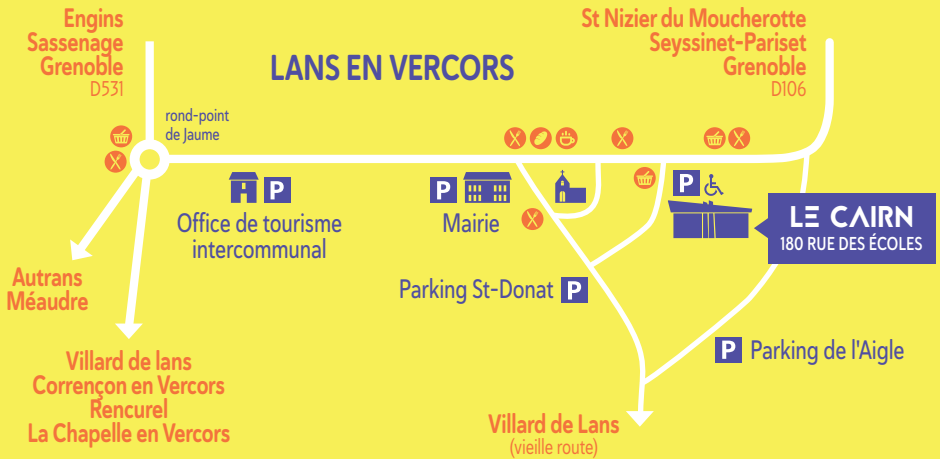 Engins
Sassenage
Grenoble
D531
LANS EN VERCORS
St Nizier du Moucherotte
Seyssinet-Pariset
Grenoble
D106
rond-point
de Jaume
P
Office de tourisme
intercommunal
P
Mairie
P
LE CAIRN
180 RUE DES ÉCOLES
Autrans
Méaudre
Parking St-Donat P
P Parking de l'Aigle
Villard de lans
Corrençon en Vercors
Rencurel
La Chapelle en Vercors
Villard de Lans
(vieille route)